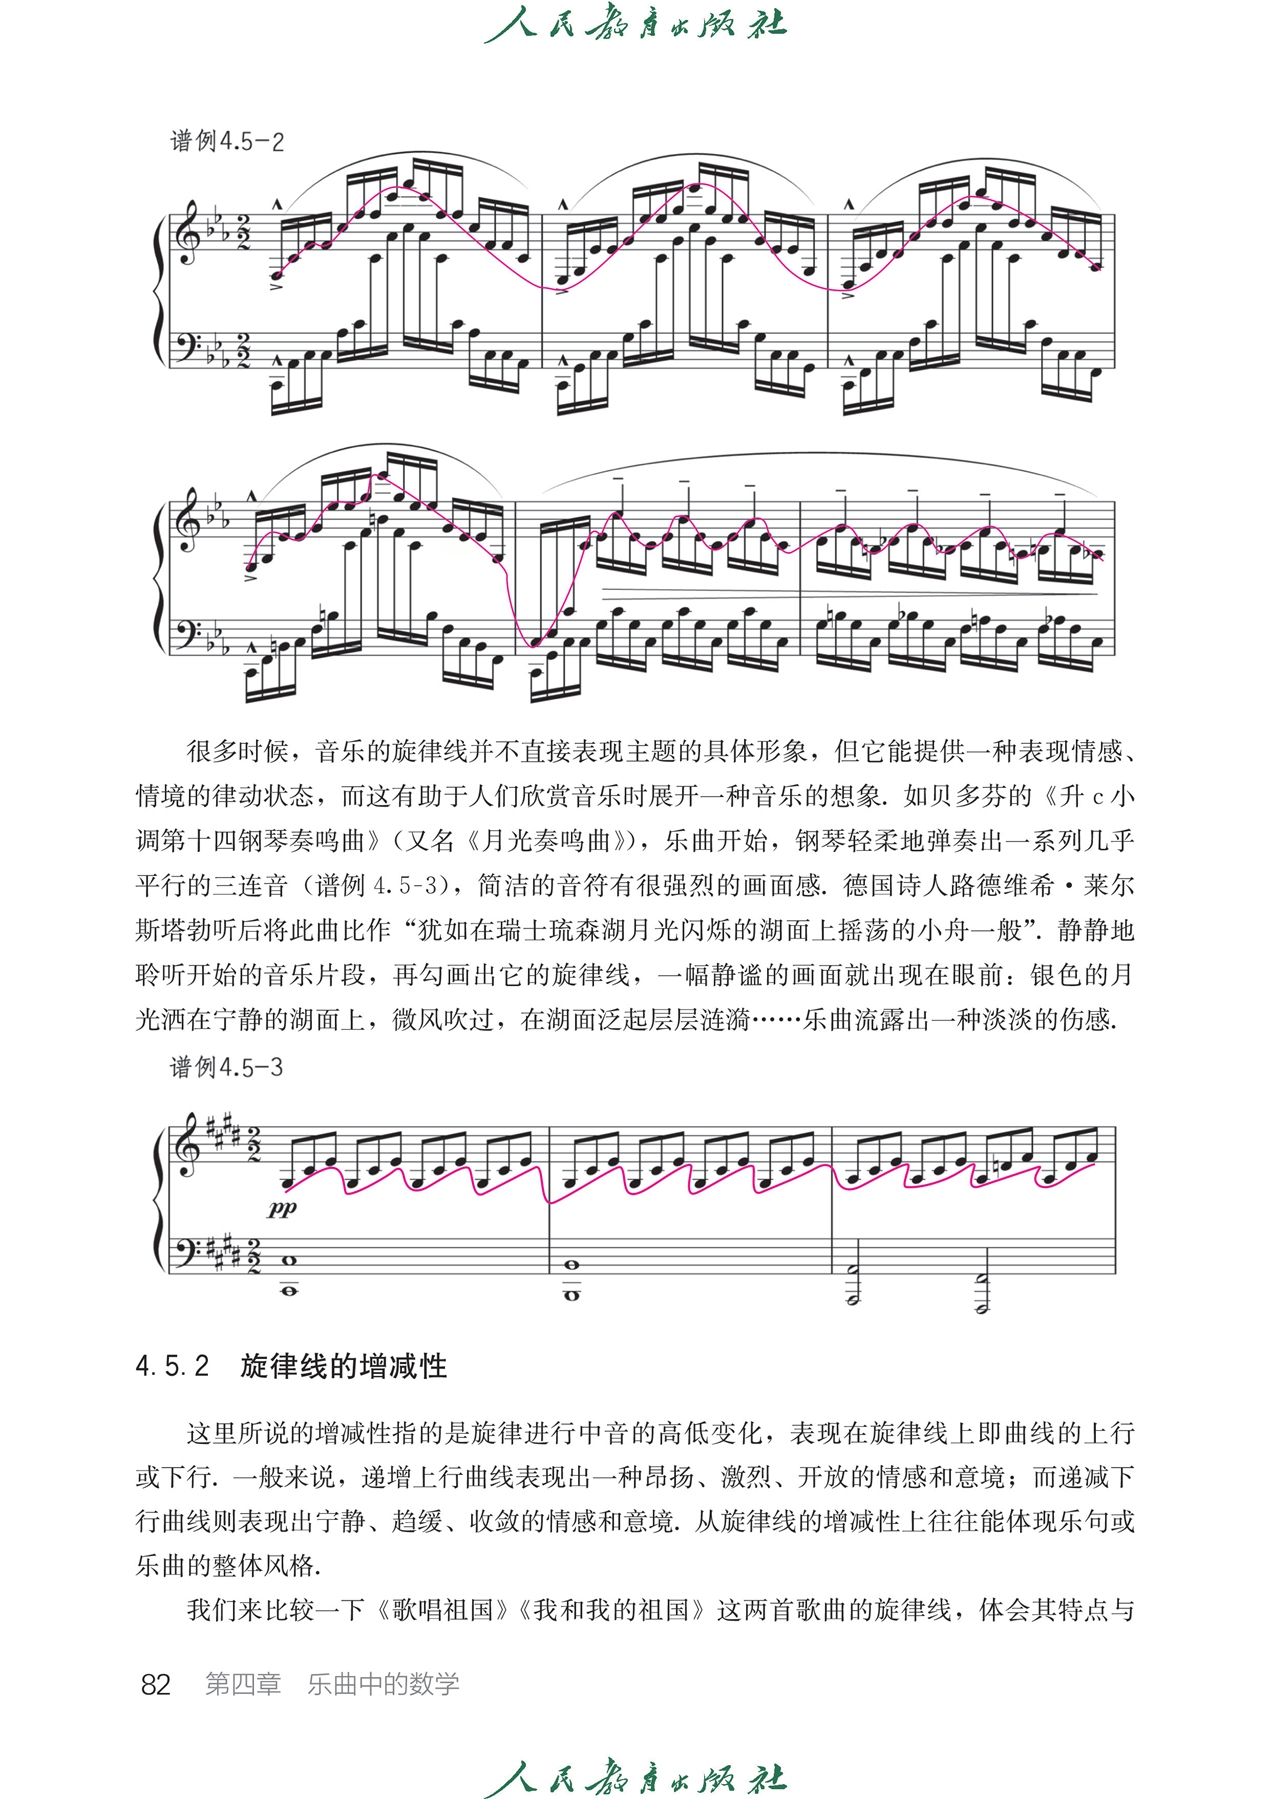 人民教育出版社
谱例4.5-2
很多时候，音乐的旋律线并不直接表现主题的具体形象，但它能提供一种表现情感、
情境的律动状态，而这有助于人们欣赏音乐时展开一种音乐的想象. 如贝多芬的《升 c 小
调第十四钢琴奏鸣曲》（又名《月光奏鸣曲》），乐曲开始，钢琴轻柔地弹奏出一系列几乎
平行的三连音（谱例 4.5-3），简洁的音符有很强烈的画面感. 德国诗人路德维希·莱尔
斯塔勃听后将此曲比作“犹如在瑞士琉森湖月光闪烁的湖面上摇荡的小舟一般”. 静静地
聆听开始的音乐片段，再勾画出它的旋律线，一幅静谧的画面就出现在眼前：银色的月
光洒在宁静的湖面上，微风吹过，在湖面泛起层层涟漪……乐曲流露出一种淡淡的伤感.
谱例4.5-3
pp
4.5.2 旋律线的增减性
这里所说的增减性指的是旋律进行中音的高低变化，表现在旋律线上即曲线的上行
或下行. 一般来说，递增上行曲线表现出一种昂扬、激烈、开放的情感和意境；而递减下
行曲线则表现出宁静、趋缓、收敛的情感和意境. 从旋律线的增减性上往往能体现乐句或
乐曲的整体风格.
我们来比较一下《歌唱祖国》《我和我的祖国》这两首歌曲的旋律线，体会其特点与
82 第四章 乐曲中的数学
人民教育出版社